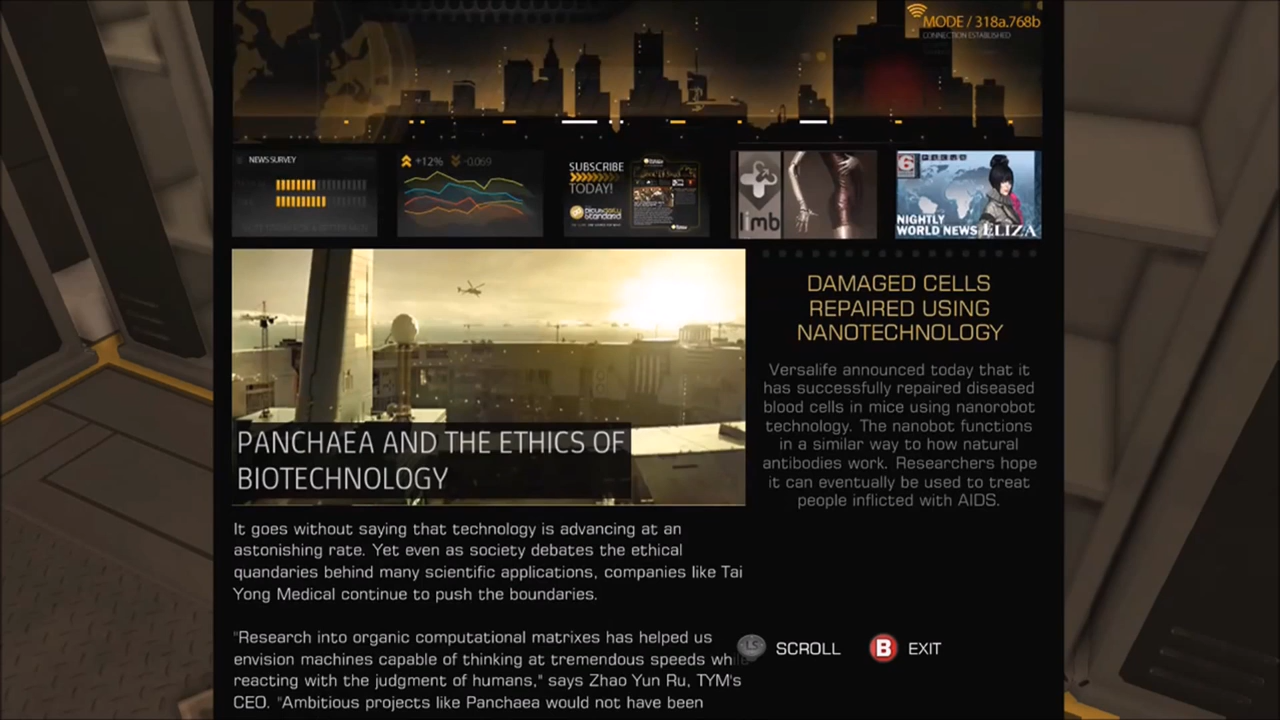 MODE / 318a.768b
CONNECTION ESTABLISHED
NEWS SURVEY
+12%
-0.069
SUBSCRIBE
TODAY!
picus daily
standard
limb
6
NIGHTLY
WORLD NEWS
ELIZA
PANCHAEA AND THE ETHICS OF
BIOTECHNOLOGY
It goes without saying that technology is advancing at an
astonishing rate. Yet even as society debates the ethical
quandaries behind many scientific applications, companies like Tai
Yong Medical continue to push the boundaries.
"Research into organic computational matrixes has helped us
envision machines capable of thinking at tremendous speeds while
reacting with the judgment of humans," says Zhao Yun Ru, TYM's
CEO. "Ambitious projects like Panchaea would not have been
DAMAGED CELLS
REPAIRED USING
NANOTECHNOLOGY
Versalife announced today that it
has successfully repaired diseased
blood cells in mice using nanorobot
technology. The nanobot functions
in a similar way to how natural
antibodies work. Researchers hope
it can eventually be used to treat
people inflicted with AIDS.
LS SCROLL
B EXIT